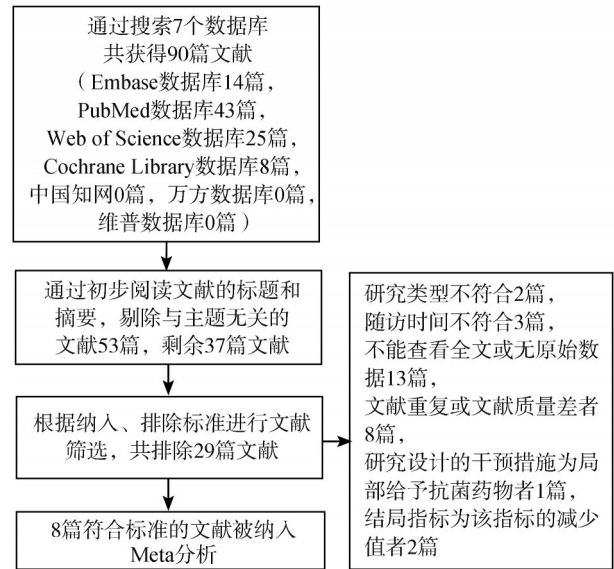 通过搜索7个数据库
共获得90篇文献
（Embase数据库14篇，
PubMed数据库43篇，
Web of Science数据库25篇，
Cochrane Library数据库8篇，
中国知网0篇，万方数据库0篇，
维普数据库0篇）
通过初步阅读文献的标题和
摘要，剔除与主题无关的
文献53篇，剩余37篇文献
根据纳入、排除标准进行文献
筛选，共排除29篇文献
研究类型不符合2篇，
随访时间不符合3篇，
不能查看全文或无原始数
据13篇，
文献重复或文献质量差者
8篇，
研究设计的干预措施为局
部给予抗菌药物者1篇，
结局指标为该指标的减少
值者2篇
8篇符合标准的文献被纳入
Meta分析